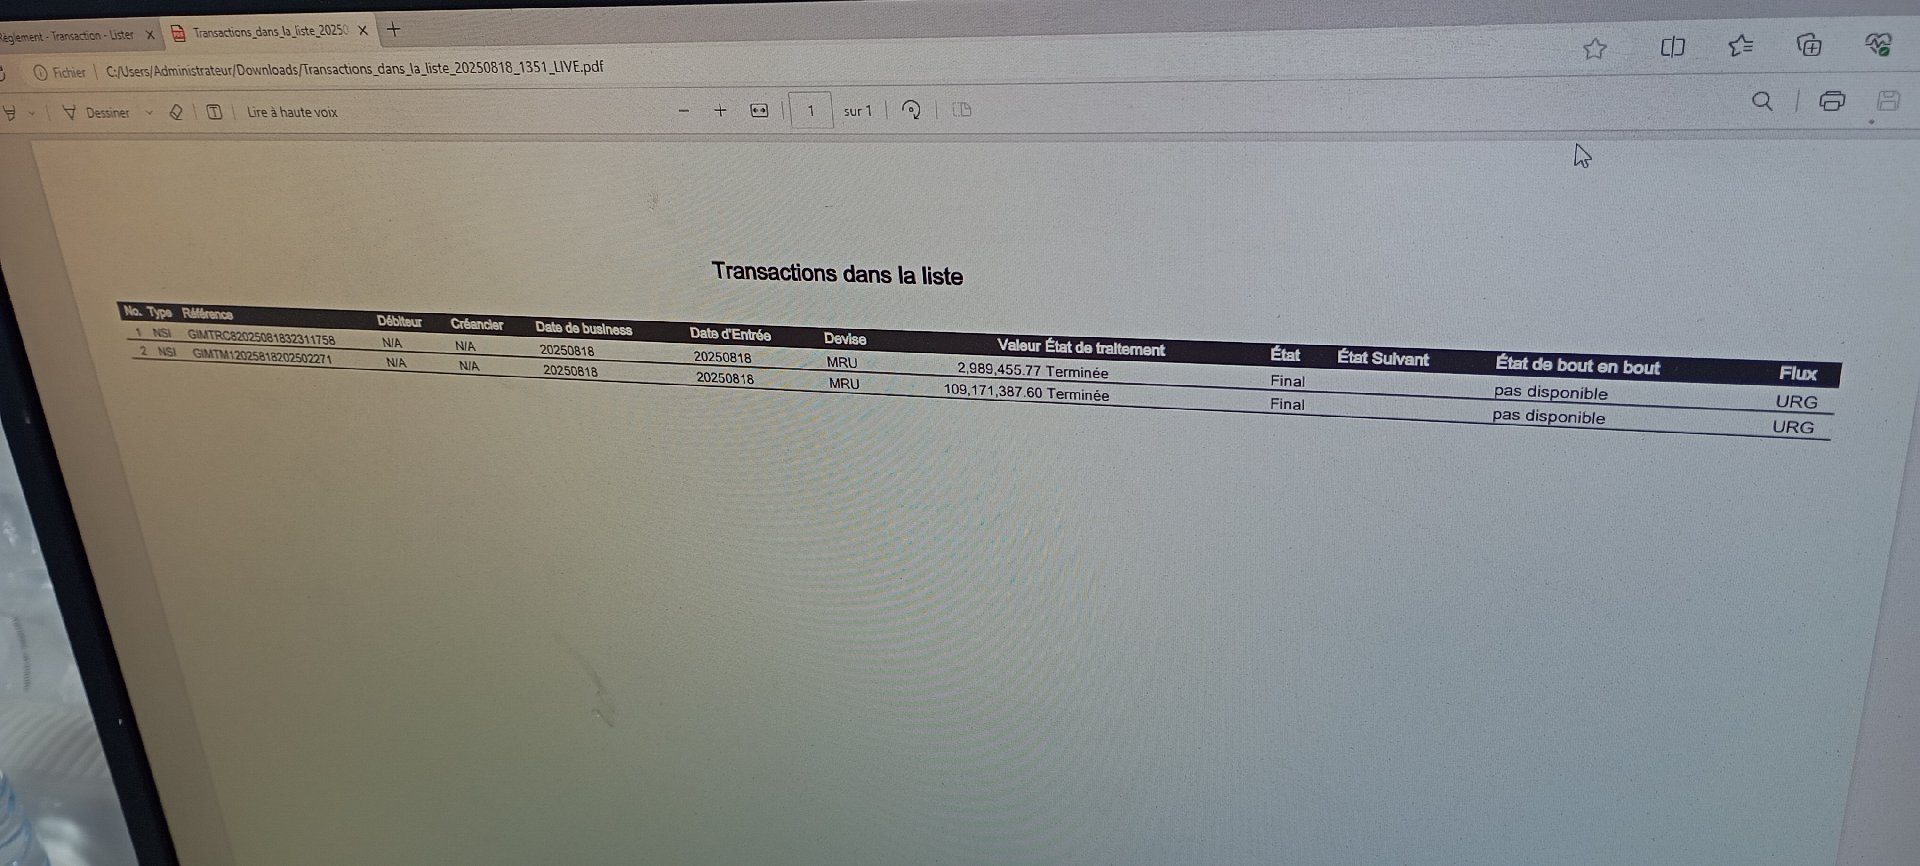 Règlement - Transaction - Lister
Transactions_dans_la_liste_20250
Fichier C:/Users/Administrateur/Downloads/Transactions_dans_la_liste_20250818_1351_LIVE.pdf
Dessiner Lire à haute voix 1 sur 1
Transactions dans la liste
No. Type Référence Débiteur Créancier Date de business Date d'Entrée Devise Valeur État de traitement État État Suivant État de bout en bout Flux
1 NSI GIMTRC82025081832311758 N/A N/A 20250818 20250818 MRU 2,989,455.77 Terminée Final pas disponible URG
2 NSI GIMTM12025818202502271 N/A N/A 20250818 20250818 MRU 109,171,387.60 Terminée Final pas disponible URG